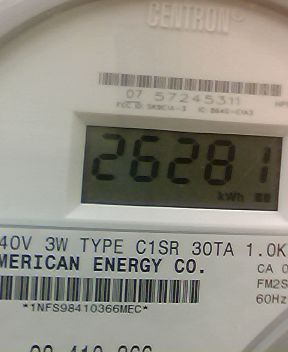 CENTRON
07 57245311
26281
kWh
40V 3W TYPE C1SR 30TA 1.0K
MERICAN ENERGY CO. CA 0
FM2S
60Hz
*1NFS98410366MEC*